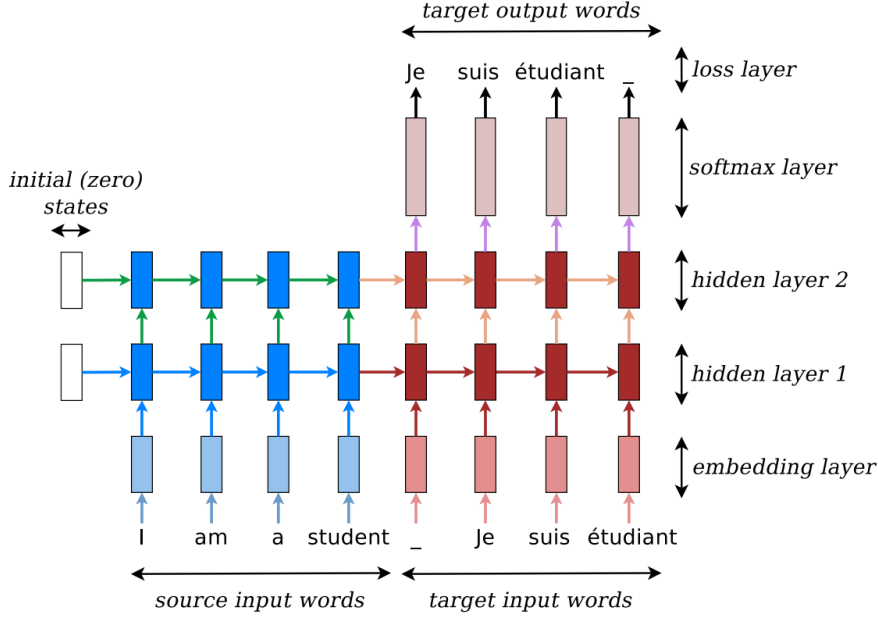 target output words
Je suis étudiant _
loss layer
softmax layer
initial (zero)
states
hidden layer 2
hidden layer 1
embedding layer
I am a student _ Je suis étudiant
source input words
target input words